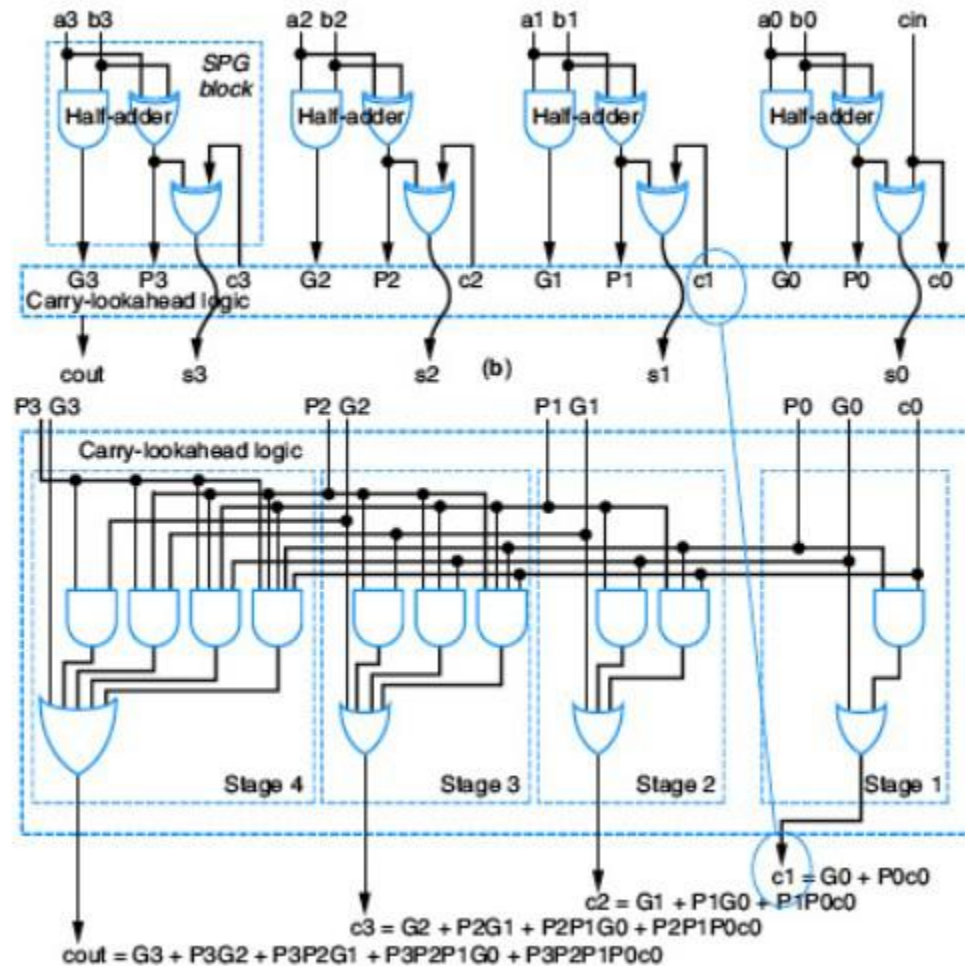 a3 b3 a2 b2 a1 b1 a0 b0 cin
SPG
block
Half-adder Half-adder Half-adder Half-adder
G3 P3 c3 G2 P2 c2 G1 P1 c1 G0 P0 c0
Carry-lookahead logic
cout s3 s2 (b) s1 s0
P3 G3 P2 G2 P1 G1 P0 G0 c0
Carry-lookahead logic
Stage 4 Stage 3 Stage 2 Stage 1
c1 = G0 + P0c0
c2 = G1 + P1G0 + P1P0c0
c3 = G2 + P2G1 + P2P1G0 + P2P1P0c0
cout = G3 + P3G2 + P3P2G1 + P3P2P1G0 + P3P2P1P0c0